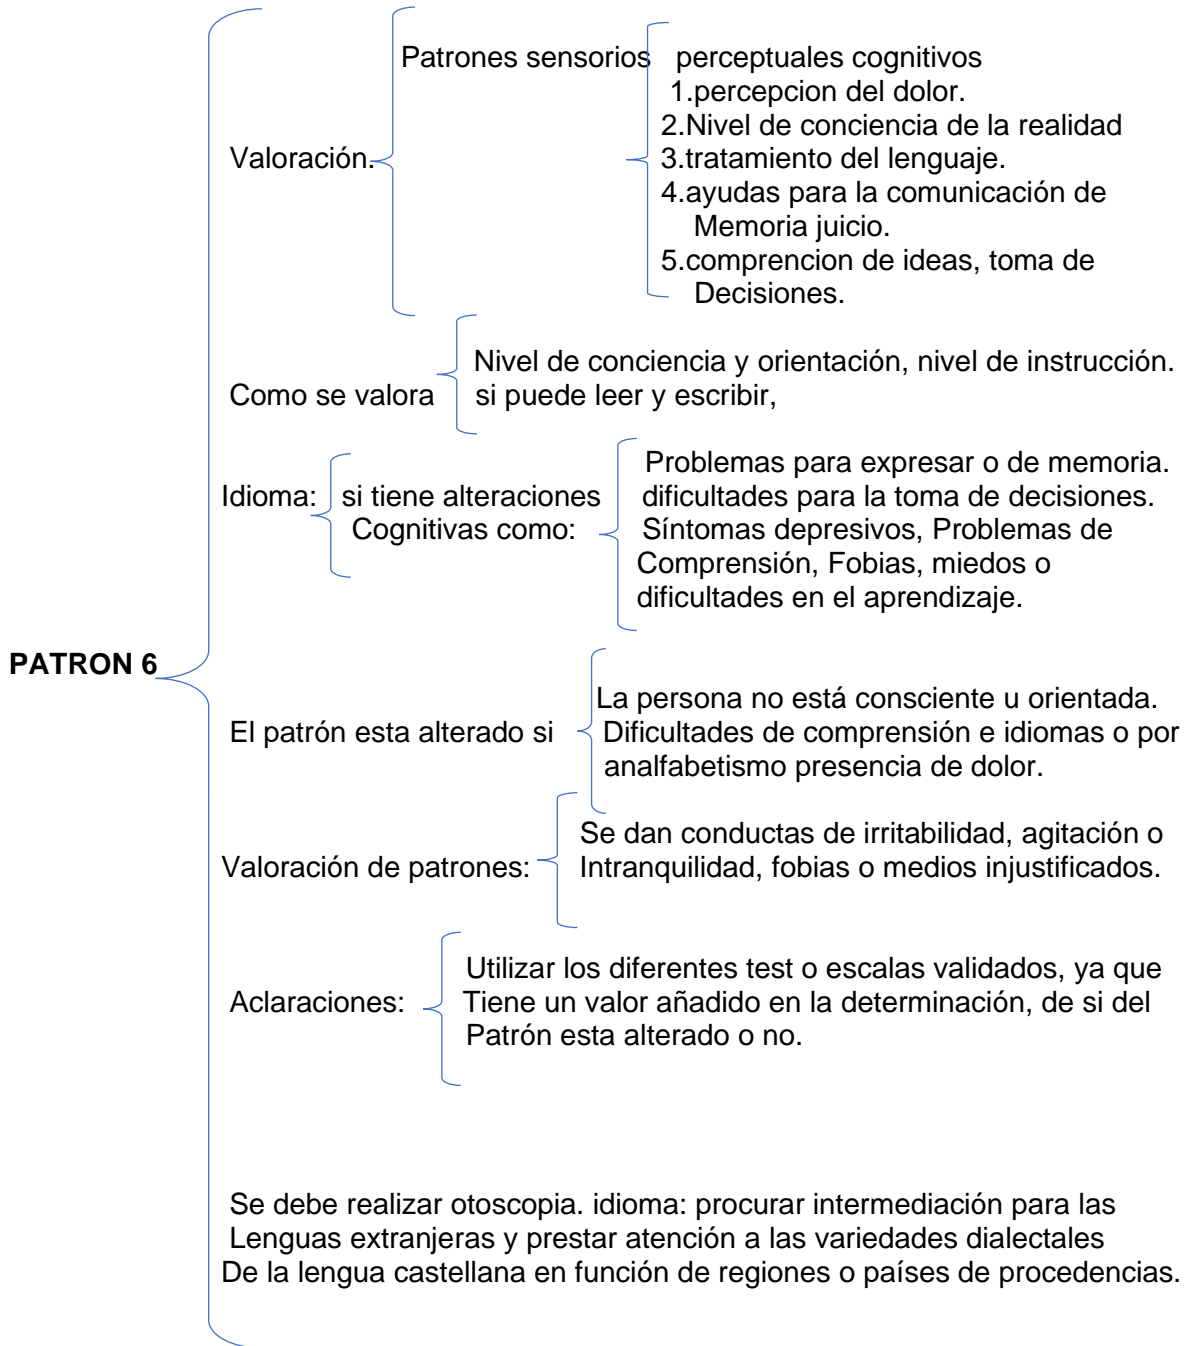 Patrones sensorios perceptuales cognitivos
1.percepcion del dolor.
2.Nivel de conciencia de la realidad
Valoración. 3.tratamiento del lenguaje.
4.ayudas para la comunicación de
Memoria juicio.
5.comprencion de ideas, toma de
Decisiones.
Nivel de conciencia y orientación, nivel de instrucción.
Como se valora si puede leer y escribir,
Problemas para expresar o de memoria.
Idioma: si tiene alteraciones dificultades para la toma de decisiones.
Cognitivas como: Síntomas depresivos, Problemas de
Comprensión, Fobias, miedos o
dificultades en el aprendizaje.
PATRON 6
La persona no está consciente u orientada.
El patrón esta alterado si Dificultades de comprensión e idiomas o por
analfabetismo presencia de dolor.
Se dan conductas de irritabilidad, agitación o
Valoración de patrones: Intranquilidad, fobias o medios injustificados.
Utilizar los diferentes test o escalas validados, ya que
Aclaraciones: Tiene un valor añadido en la determinación, de si del
Patrón esta alterado o no.
Se debe realizar otoscopia. idioma: procurar intermediación para las
Lenguas extranjeras y prestar atención a las variedades dialectales
De la lengua castellana en función de regiones o países de procedencias.